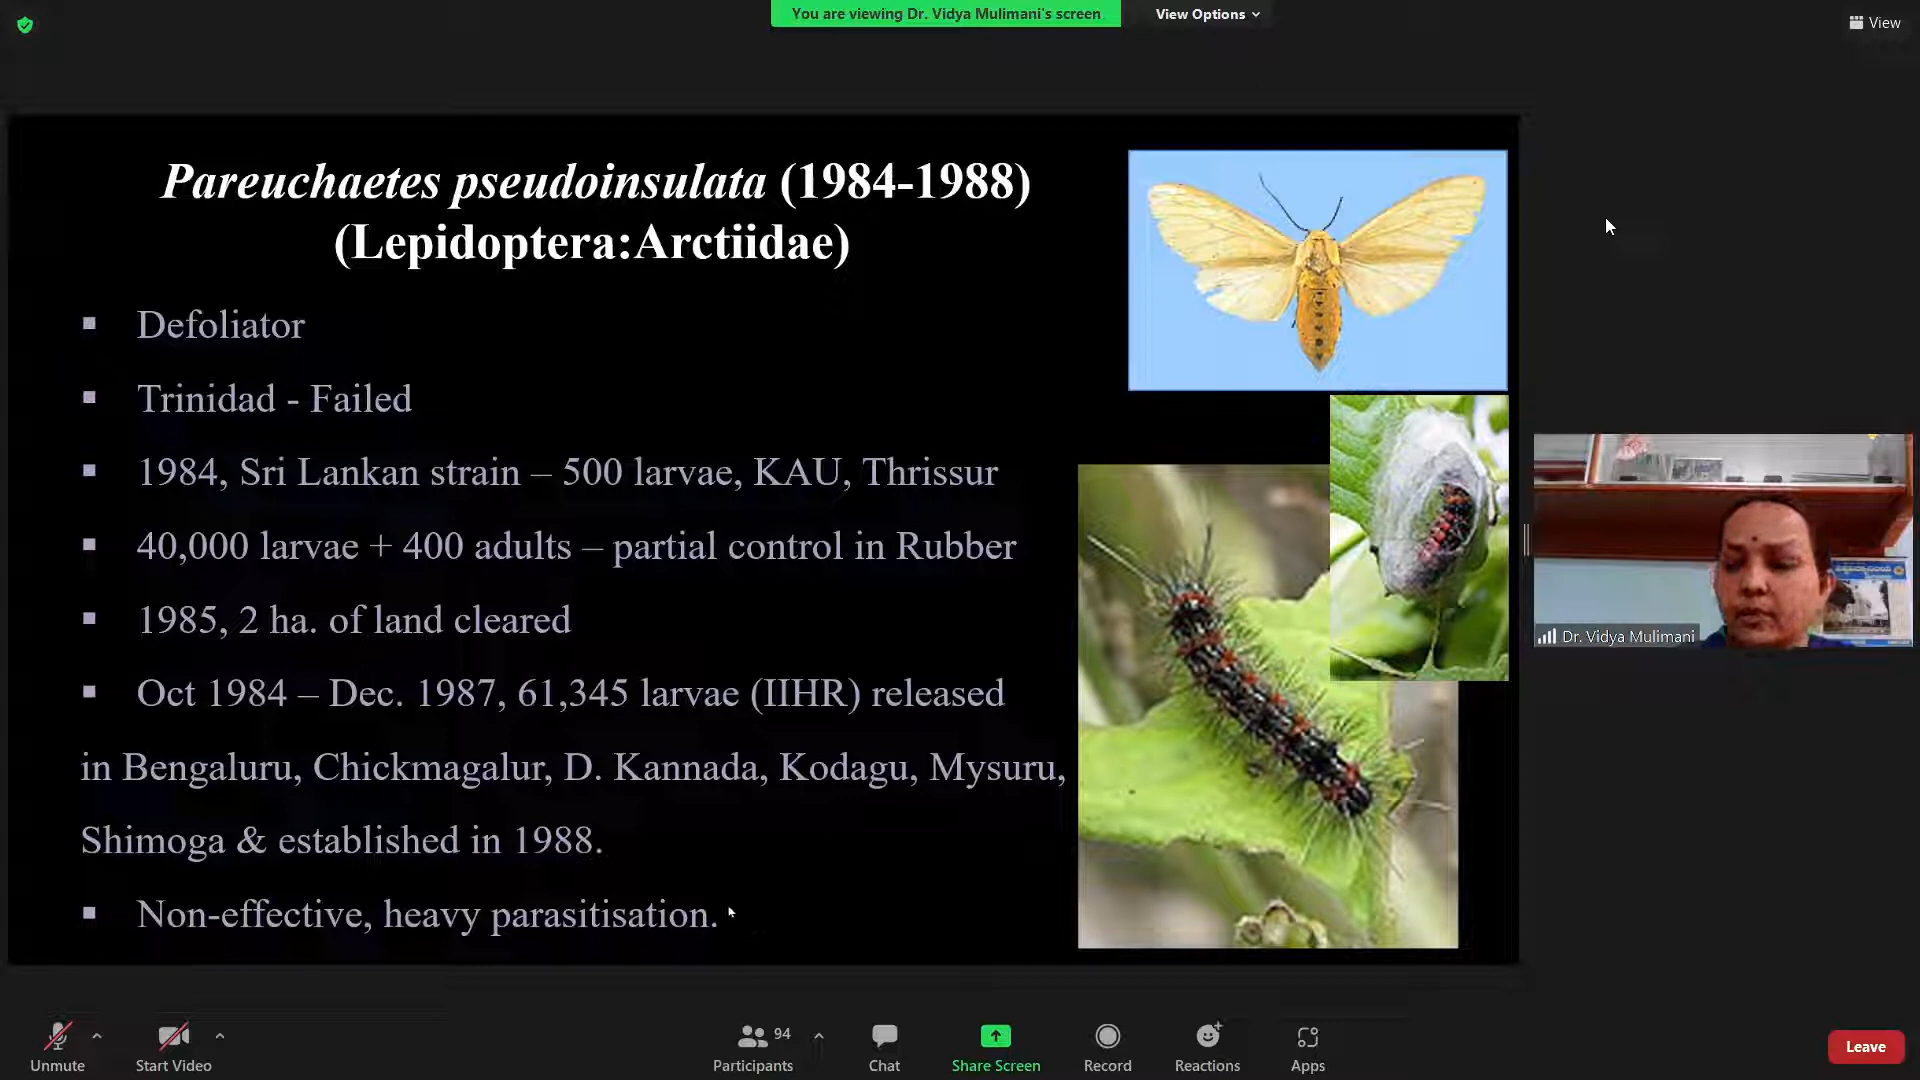 You are viewing Dr. Vidya Mulimani's screen
View Options
View
Pareuchaetes pseudoinsulata (1984-1988)
(Lepidoptera:Arctiidae)
▪ Defoliator
▪ Trinidad - Failed
▪ 1984, Sri Lankan strain – 500 larvae, KAU, Thrissur
▪ 40,000 larvae + 400 adults – partial control in Rubber
▪ 1985, 2 ha. of land cleared
▪ Oct 1984 – Dec. 1987, 61,345 larvae (IIHR) released
in Bengaluru, Chickmagalur, D. Kannada, Kodagu, Mysuru,
Shimoga & established in 1988.
▪ Non-effective, heavy parasitisation.
Dr. Vidya Mulimani
Unmute
Start Video
94
Participants
Chat
Share Screen
Record
Reactions
Apps
Leave